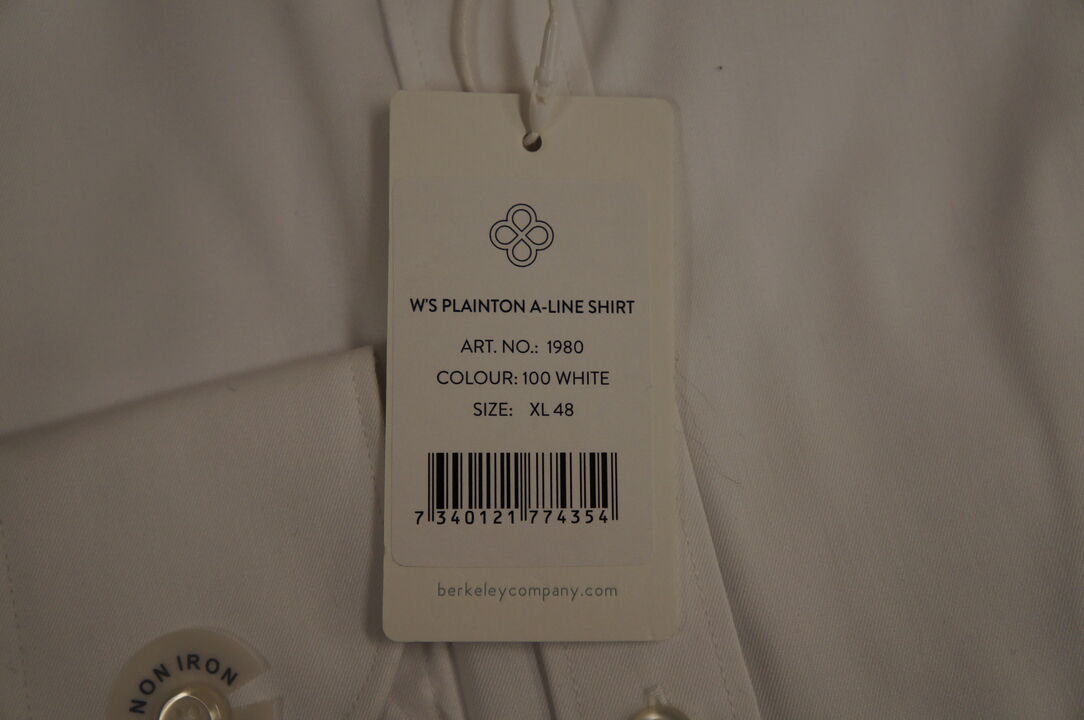 W'S PLAINTON A-LINE SHIRT
ART. NO.: 1980
COLOUR: 100 WHITE
SIZE: XL 48
7 340121 774354
berkeleycompany.com
NON IRON